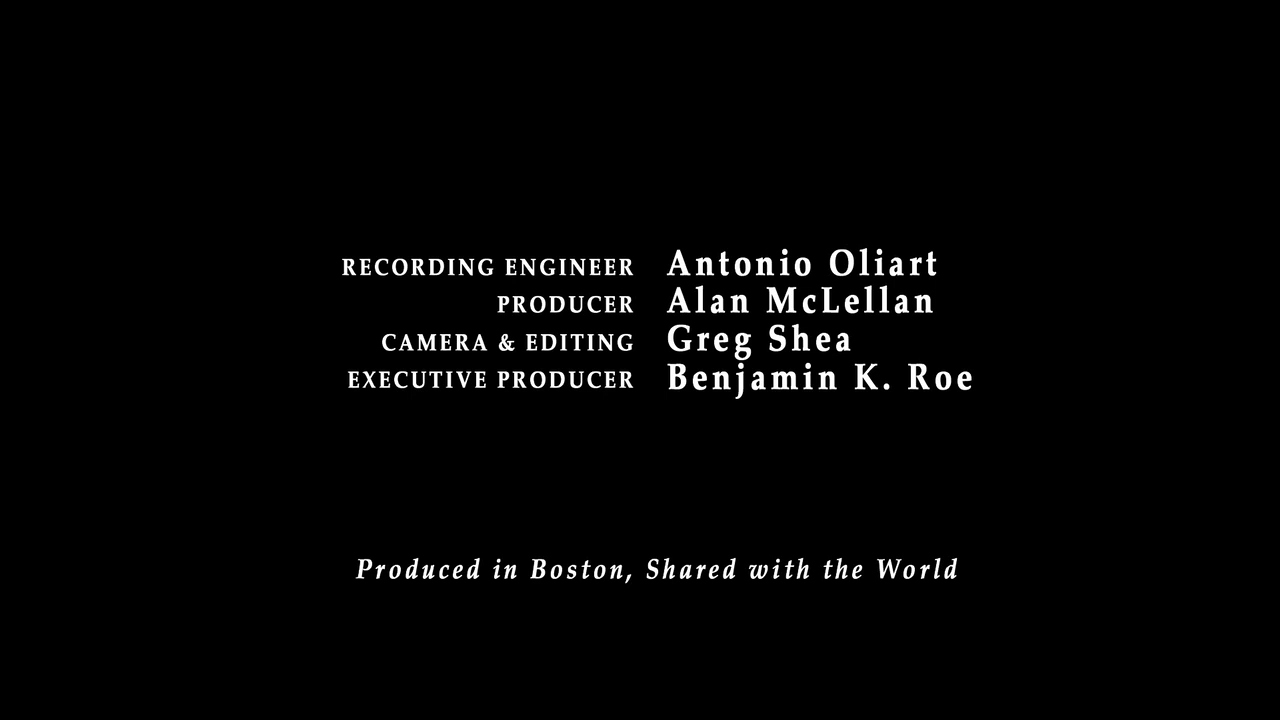 RECORDING ENGINEER Antonio Oliart
PRODUCER Alan McLellan
CAMERA & EDITING Greg Shea
EXECUTIVE PRODUCER Benjamin K. Roe
Produced in Boston, Shared with the World